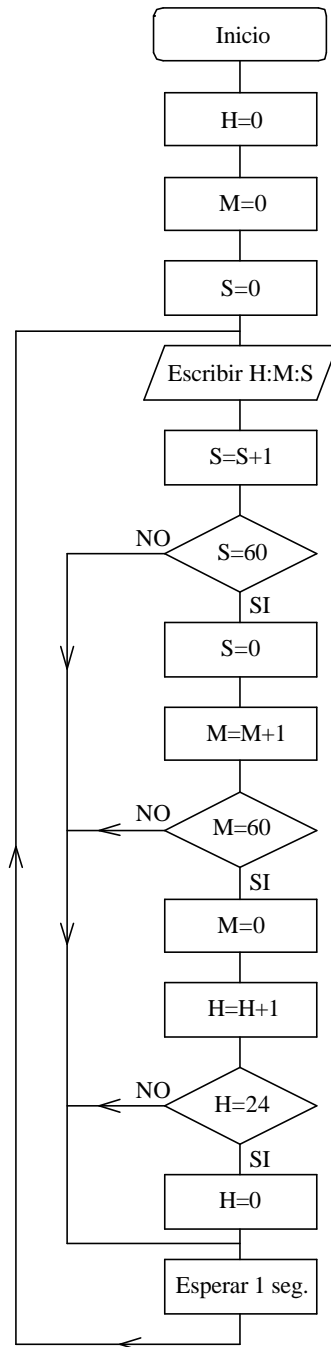 Inicio
H=0
M=0
S=0
Escribir H:M:S
S=S+1
NO
S=60
SI
S=0
M=M+1
NO
M=60
SI
M=0
H=H+1
NO
H=24
SI
H=0
Esperar 1 seg.